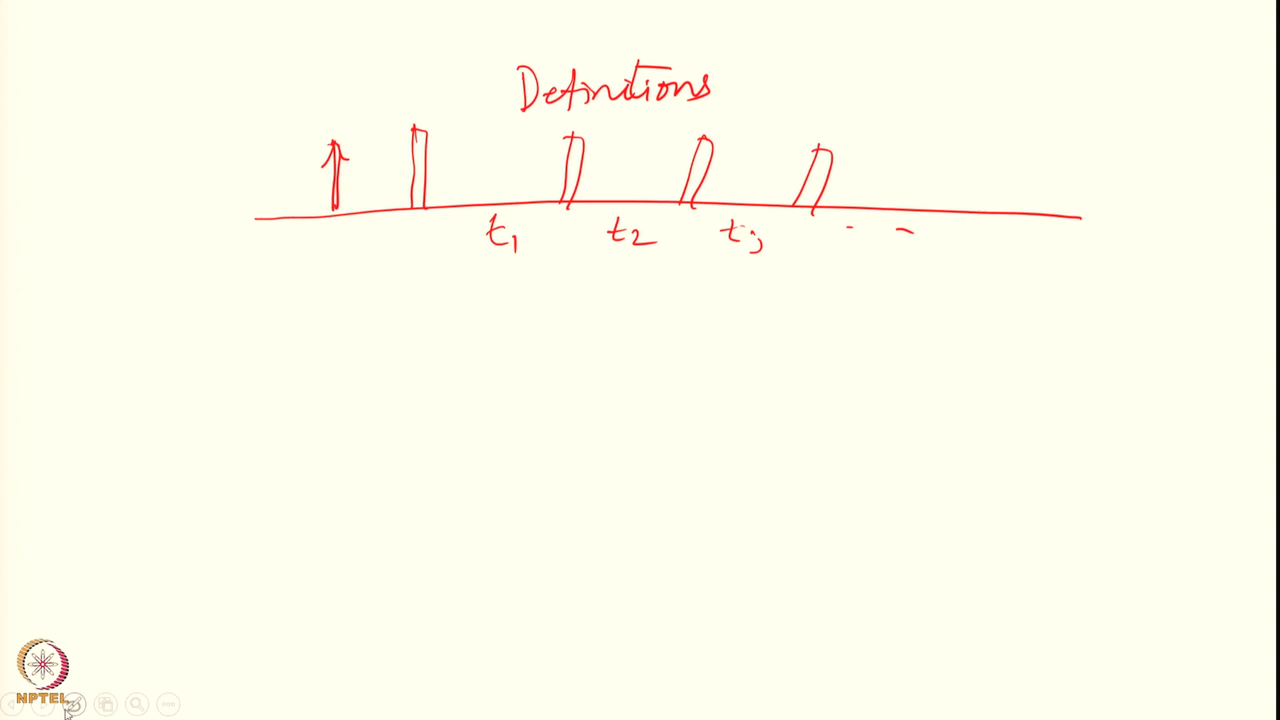 Definitions
t1 t2 t3 . -
NPTEL